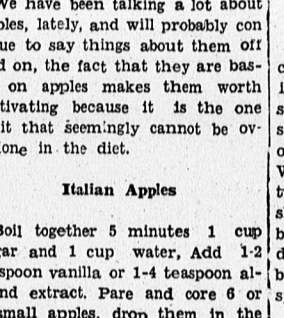 We have been talking a lot about
ples, lately, and will probably con
ue to say things about them off
d on, the fact that they are bas-
on apples makes them worth
tivating because it is the one
it that seemingly cannot be ov-
lone in the diet.
Italian Apples
Boil together 5 minutes 1 cup
gar and 1 cup water, Add 1-2
spoon vanilla or 1-4 teaspoon al-
nd extract. Pare and core 6 or
small apples, drop them in the